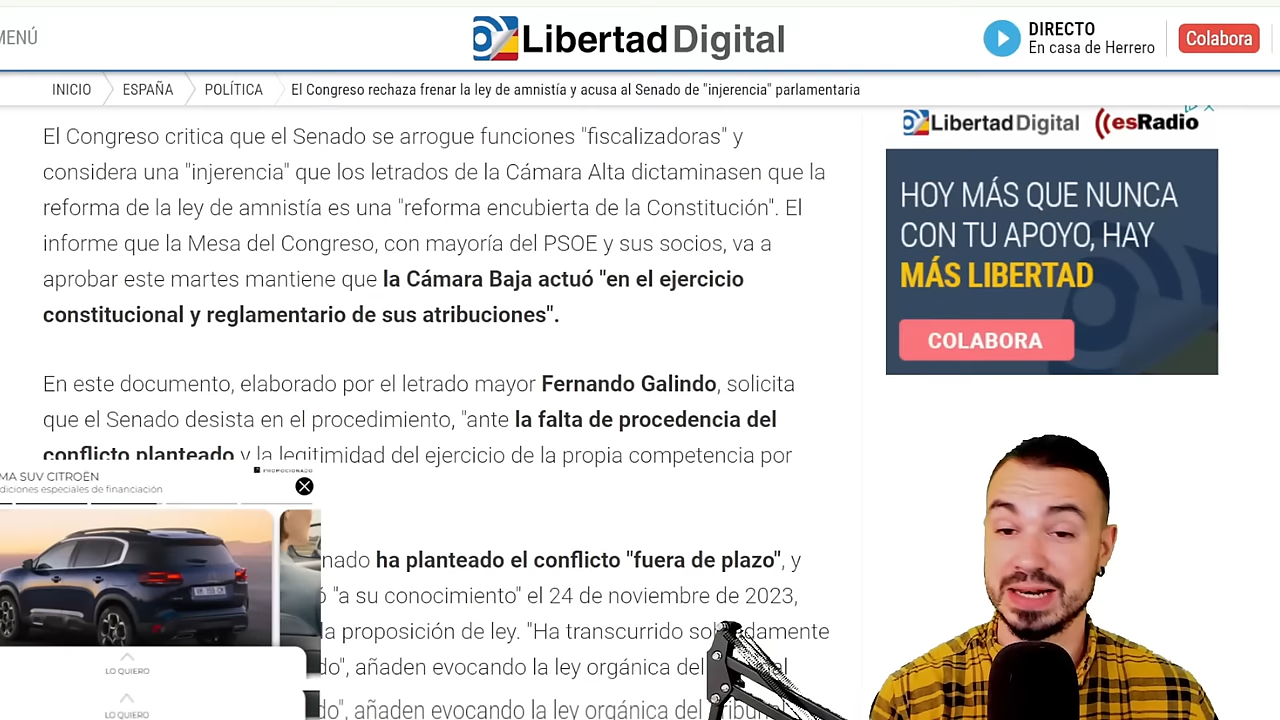 MENÚ
Libertad Digital
DIRECTO
En casa de Herrero
Colabora
INICIO
ESPAÑA
POLÍTICA
El Congreso rechaza frenar la ley de amnistía y acusa al Senado de "injerencia" parlamentaria
El Congreso critica que el Senado se arrogue funciones "fiscalizadoras" y
considera una "injerencia" que los letrados de la Cámara Alta dictaminasen que la
reforma de la ley de amnistía es una "reforma encubierta de la Constitución". El
informe que la Mesa del Congreso, con mayoría del PSOE y sus socios, va a
aprobar este martes mantiene que la Cámara Baja actuó "en el ejercicio
constitucional y reglamentario de sus atribuciones".
En este documento, elaborado por el letrado mayor Fernando Galindo, solicita
que el Senado desista en el procedimiento, "ante la falta de procedencia del
conflicto planteado y la legitimidad del ejercicio de la propia competencia por
nado ha planteado el conflicto "fuera de plazo", y
ó "a su conocimiento" el 24 de noviembre de 2023,
la proposición de ley. "Ha transcurrido
do", añaden evocando la ley orgánica del
do", añaden evocando la ley orgánica del
Libertad Digital
esRadio
HOY MÁS QUE NUNCA
CON TU APOYO, HAY
MÁS LIBERTAD
COLABORA
PROMOCIONADO
MA SUV CITROËN
diciones especiales de financiación
LO QUIERO
LO QUIERO